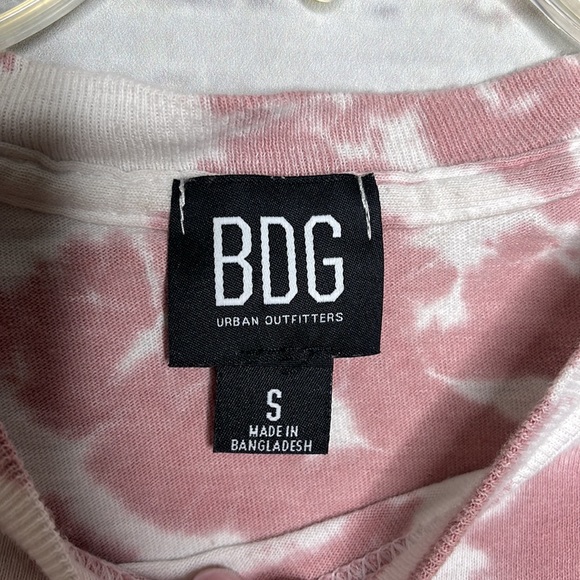 BDG
URBAN OUTFITTERS
S
MADE IN
BANGLADESH